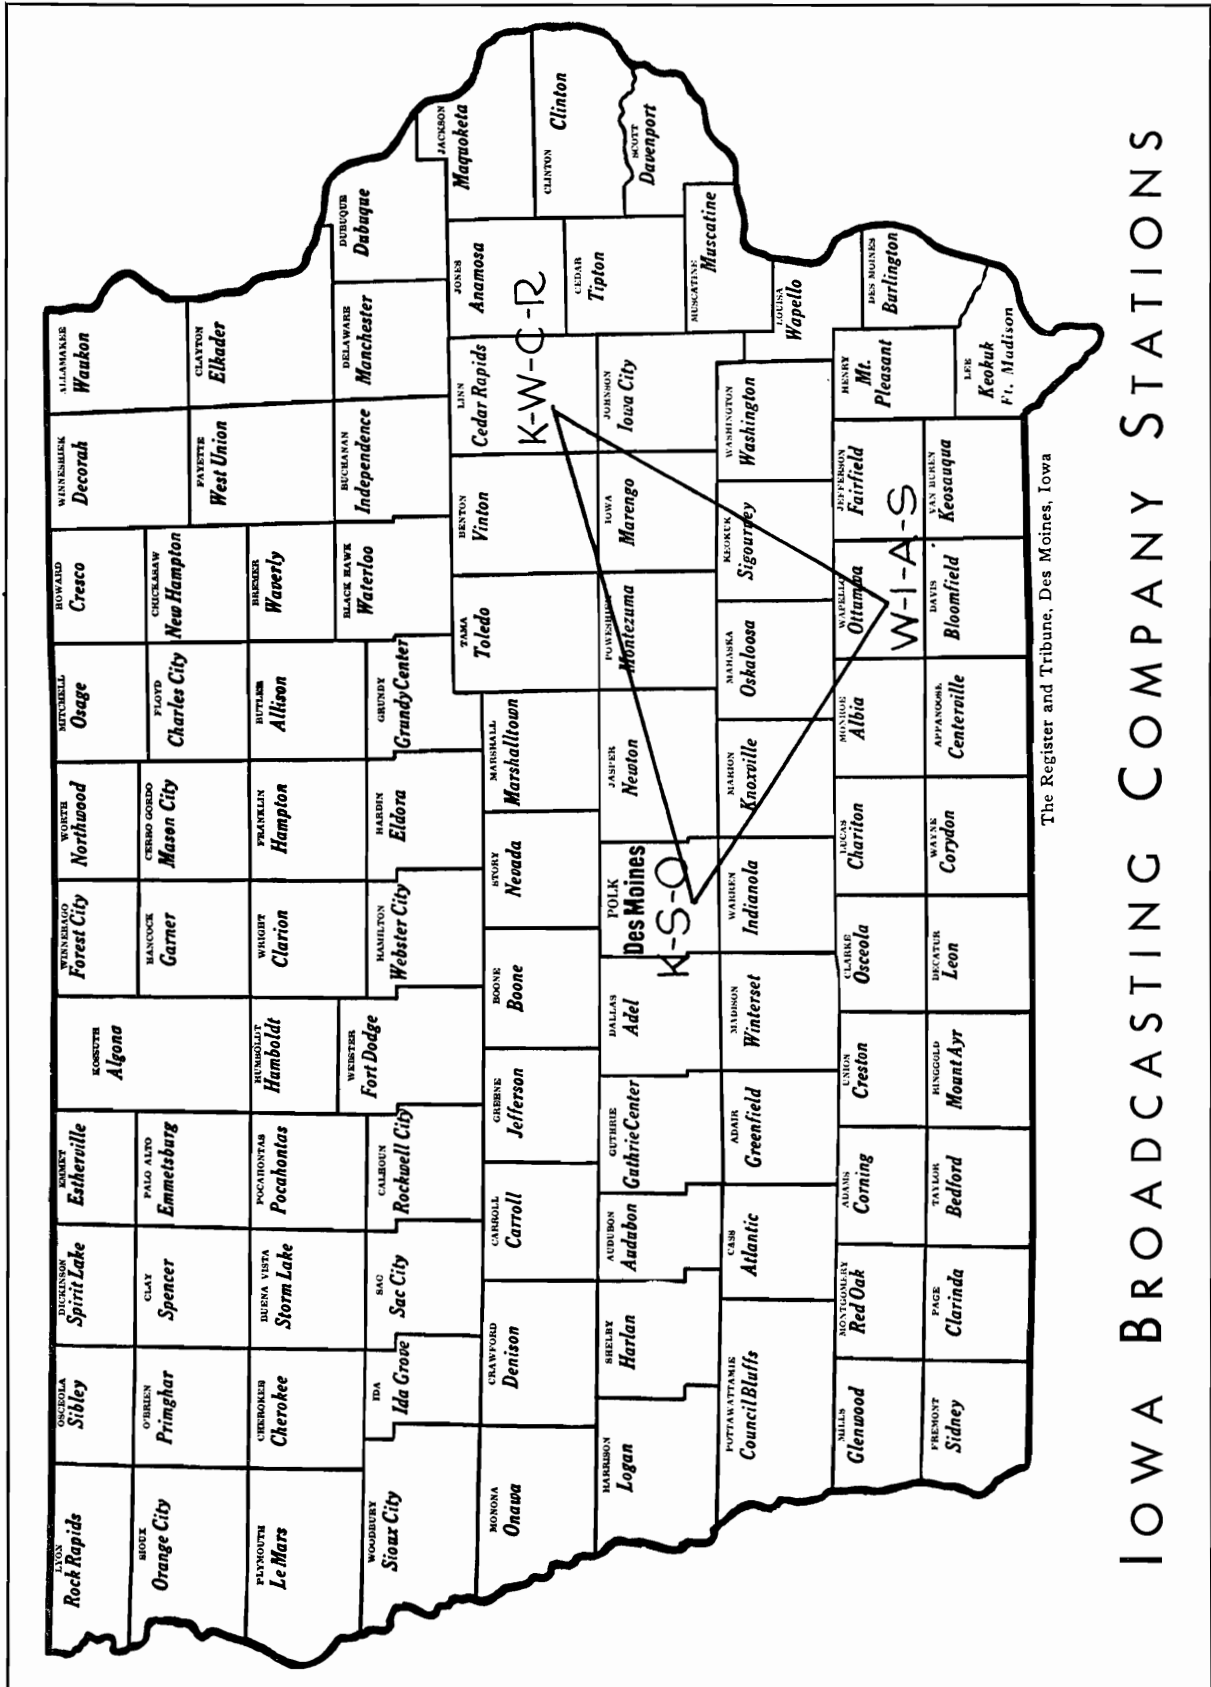 LYON
Rock Rapids
OSCEOLA
Sibley
DICKINSON
Spirit Lake
EMMET
Estherville
KOSSUTH
Algona
WINNEBAGO
Forest City
WORTH
Northwood
MITCHELL
Osage
HOWARD
Cresco
WINNESHIEK
Decorah
ALLAMAKEE
Waukon
SIOUX
Orange City
O'BRIEN
Primghar
CLAY
Spencer
PALO ALTO
Emmetsburg
HANCOCK
Garner
CERRO GORDO
Mason City
FLOYD
Charles City
CHICKASAW
New Hampton
FAYETTE
West Union
CLAYTON
Elkader
PLYMOUTH
Le Mars
CHEROKEE
Cherokee
BUENA VISTA
Storm Lake
POCAHONTAS
Pocahontas
HUMBOLDT
Humboldt
WRIGHT
Clarion
FRANKLIN
Hampton
BUTLER
Allison
BREMER
Waverly
WOODBURY
Sioux City
IDA
Ida Grove
SAC
Sac City
CALHOUN
Rockwell City
WEBSTER
Fort Dodge
HAMILTON
Webster City
HARDIN
Eldora
GRUNDY
Grundy Center
BLACK HAWK
Waterloo
BUCHANAN
Independence
DELAWARE
Manchester
DUBUQUE
Dubuque
MONONA
Onawa
CRAWFORD
Denison
CARROLL
Carroll
GREENE
Jefferson
BOONE
Boone
STORY
Nevada
MARSHALL
Marshalltown
TAMA
Toledo
BENTON
Vinton
LINN
Cedar Rapids
K-W-C-R
JONES
Anamosa
JACKSON
Maquoketa
CLINTON
Clinton
CEDAR
Tipton
SCOTT
Davenport
HARRISON
Logan
SHELBY
Harlan
AUDUBON
Audubon
GUTHRIE
Guthrie Center
DALLAS
Adel
POLK
Des Moines
K-S-O
JASPER
Newton
POWESHIEK
Montezuma
IOWA
Marengo
JOHNSON
Iowa City
MUSCATINE
Muscatine
POTTAWATTAMIE
Council Bluffs
CASS
Atlantic
ADAIR
Greenfield
MADISON
Winterset
WARREN
Indianola
MARION
Knoxville
MAHASKA
Oskaloosa
KEOKUK
Sigourney
WASHINGTON
Washington
LOUISA
Wapello
MILLS
Glenwood
MONTGOMERY
Red Oak
ADAMS
Corning
UNION
Creston
CLARKE
Osceola
LUCAS
Chariton
MONROE
Albia
WAPELLO
Ottumwa
W-I-A-S
JEFFERSON
Fairfield
HENRY
Mt.
Pleasant
DES MOINES
Burlington
FREMONT
Sidney
PAGE
Clarinda
TAYLOR
Bedford
RINGGOLD
Mount Ayr
DECATUR
Leon
WAYNE
Corydon
APPANOOSE
Centerville
DAVIS
Bloomfield
VAN BUREN
Keosauqua
LEE
Keokuk
Ft. Madison
The Register and Tribune, Des Moines, Iowa
IOWA BROADCASTING COMPANY STATIONS